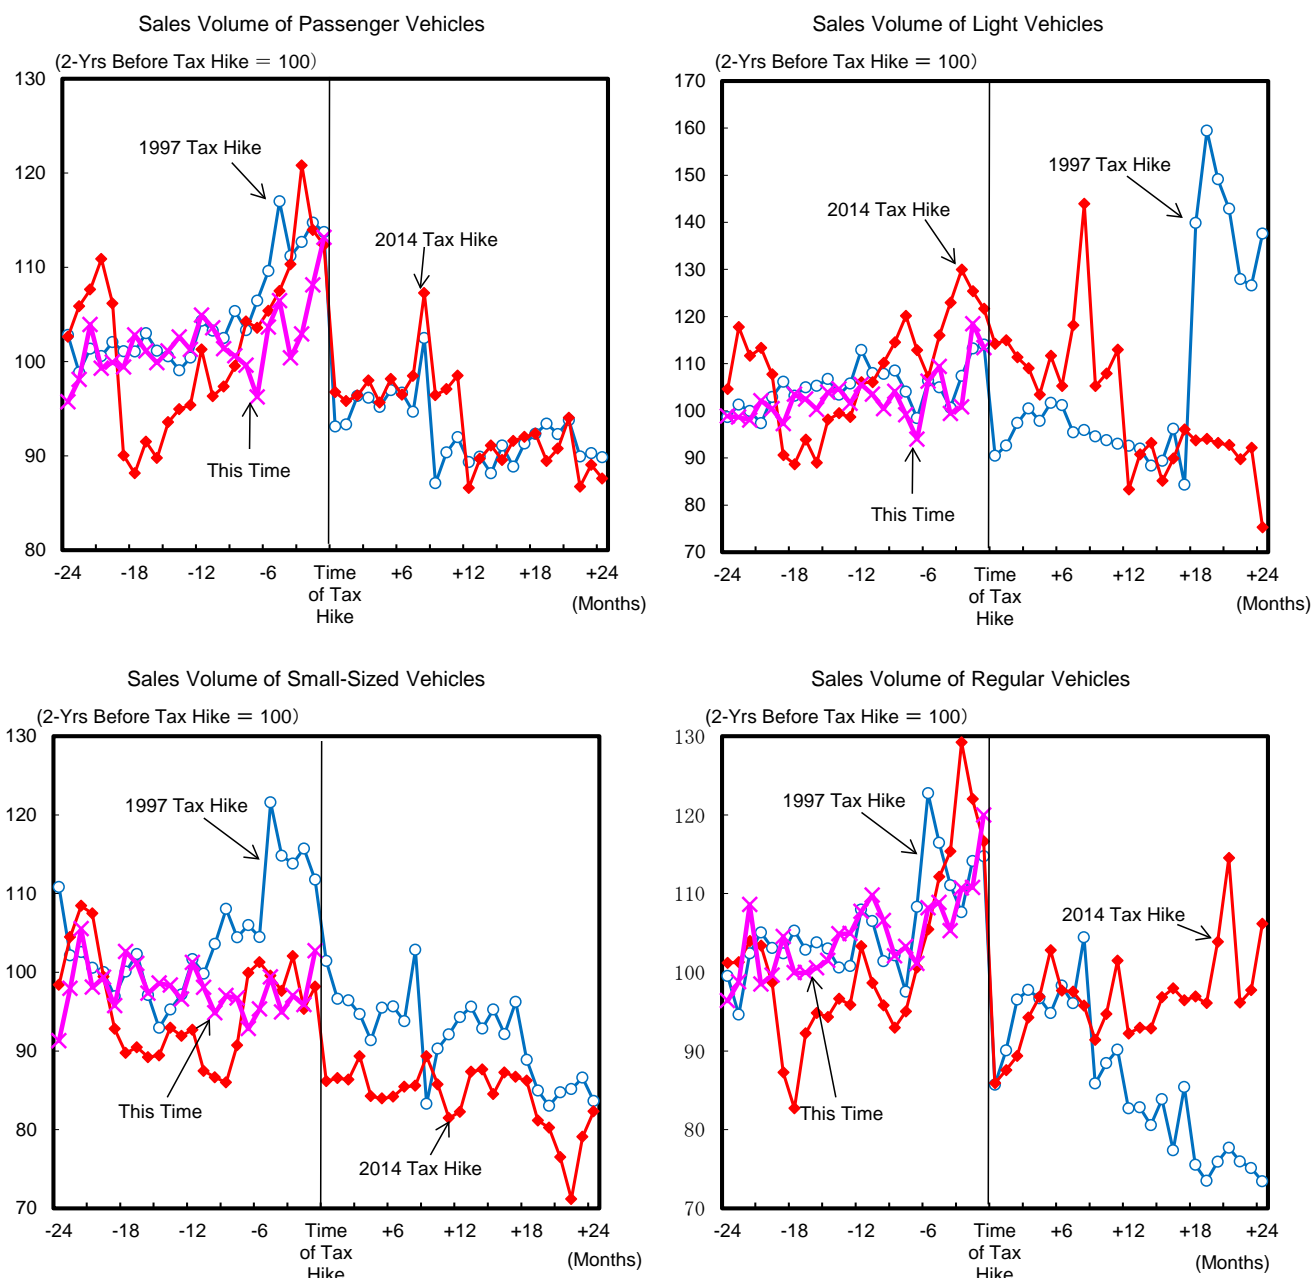 Sales Volume of Passenger Vehicles
(2-Yrs Before Tax Hike = 100)
130
120
110
100
90
80
1997 Tax Hike
2014 Tax Hike
This Time
-24
-18
-12
-6
Time
of Tax
Hike
+6
+12
+18
+24
(Months)
Sales Volume of Light Vehicles
(2-Yrs Before Tax Hike = 100)
170
160
150
140
130
120
110
100
90
80
70
1997 Tax Hike
2014 Tax Hike
This Time
-24
-18
-12
-6
Time
of Tax
Hike
+6
+12
+18
+24
(Months)
Sales Volume of Small-Sized Vehicles
(2-Yrs Before Tax Hike = 100)
130
120
110
100
90
80
70
1997 Tax Hike
This Time
2014 Tax Hike
-24
-18
-12
-6
Time
of Tax
Hike
+6
+12
+18
+24
(Months)
Sales Volume of Regular Vehicles
(2-Yrs Before Tax Hike = 100)
130
120
110
100
90
80
70
1997 Tax Hike
2014 Tax Hike
This Time
-24
-18
-12
-6
Time
of Tax
Hike
+6
+12
+18
+24
(Months)